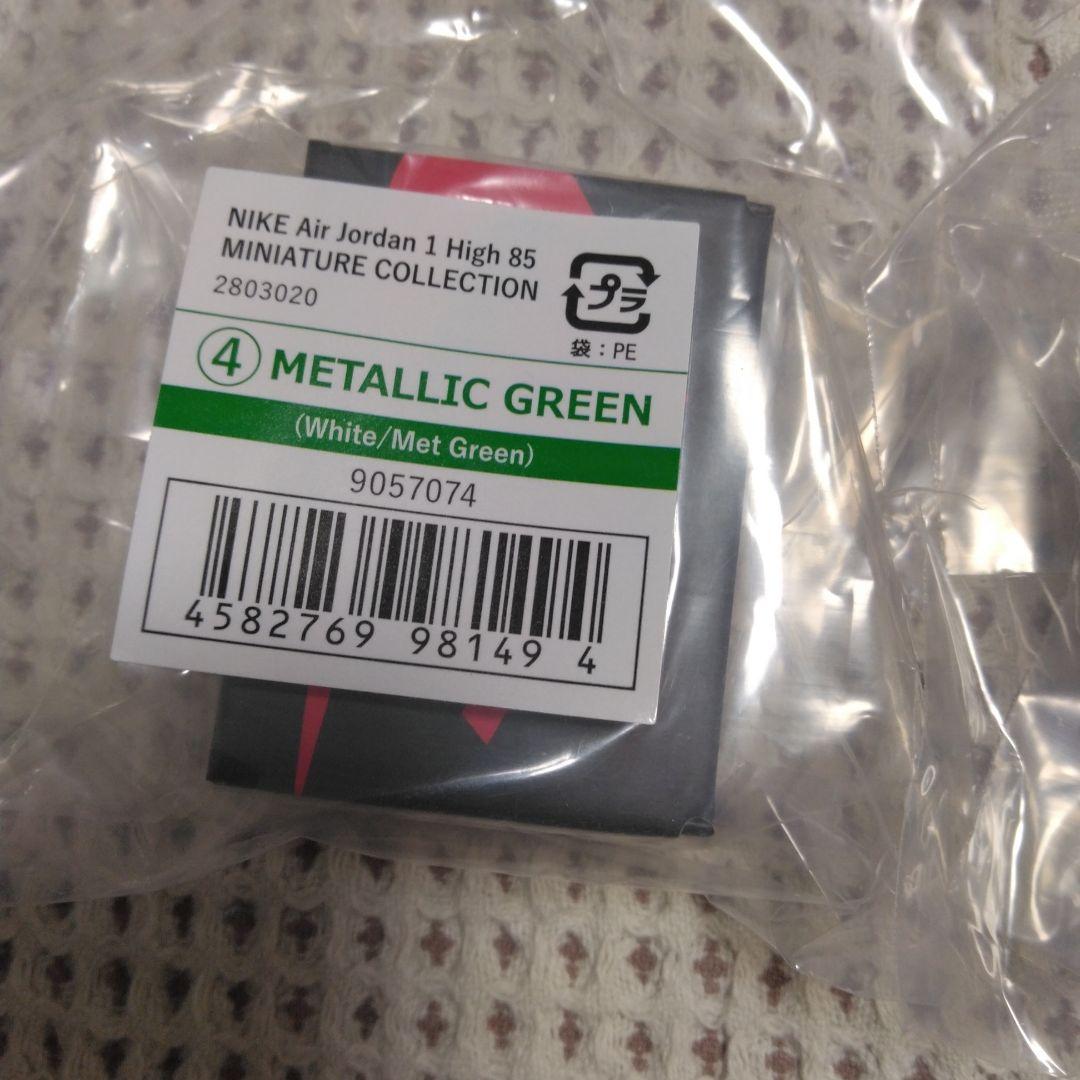 NIKE Air Jordan 1 High 85
MINIATURE COLLECTION
2803020
プラ
袋：PE
④ METALLIC GREEN
(White/Met Green)
9057074
4582769 98149 4